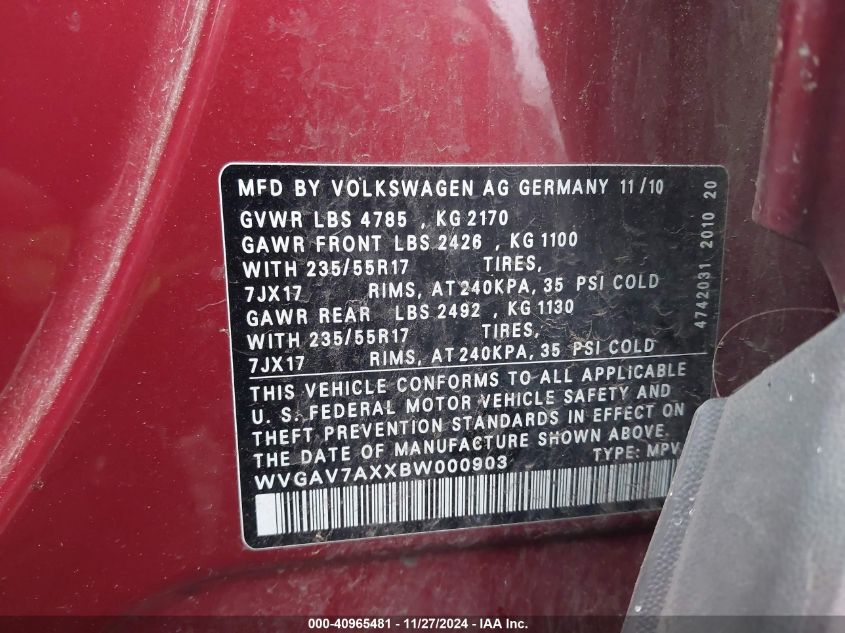 MFD BY VOLKSWAGEN AG GERMANY 11/10
GVWR LBS 4785 , KG 2170
GAWR FRONT LBS 2426 , KG 1100
WITH 235/55R17 TIRES,
7JX17 RIMS, AT 240KPA, 35 PSI COLD
GAWR REAR LBS 2492 , KG 1130
WITH 235/55R17 TIRES,
7JX17 RIMS, AT 240KPA, 35 PSI COLD
THIS VEHICLE CONFORMS TO ALL APPLICABLE
U. S. FEDERAL MOTOR VEHICLE SAFETY AND
THEFT PREVENTION STANDARDS IN EFFECT ON
THE DATE OF MANUFACTURE SHOWN ABOVE.
WVGAV7AXXBW000903 TYPE: MPV
4742031 2010 20
000-40965481 - 11/27/2024 - IAA Inc.